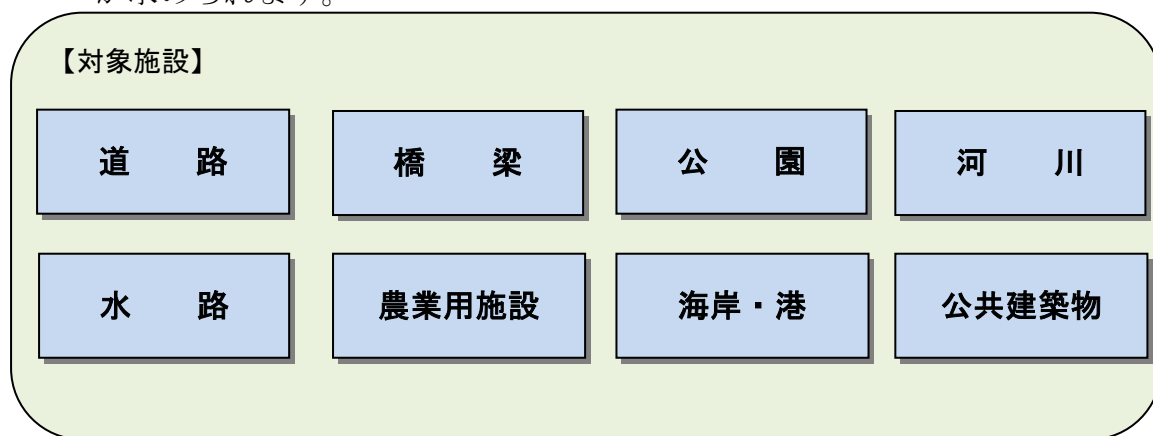 【対象施設】
道　　路
橋　　梁
公　　園
河　　川
水　　路
農業用施設
海岸・港
公共建築物